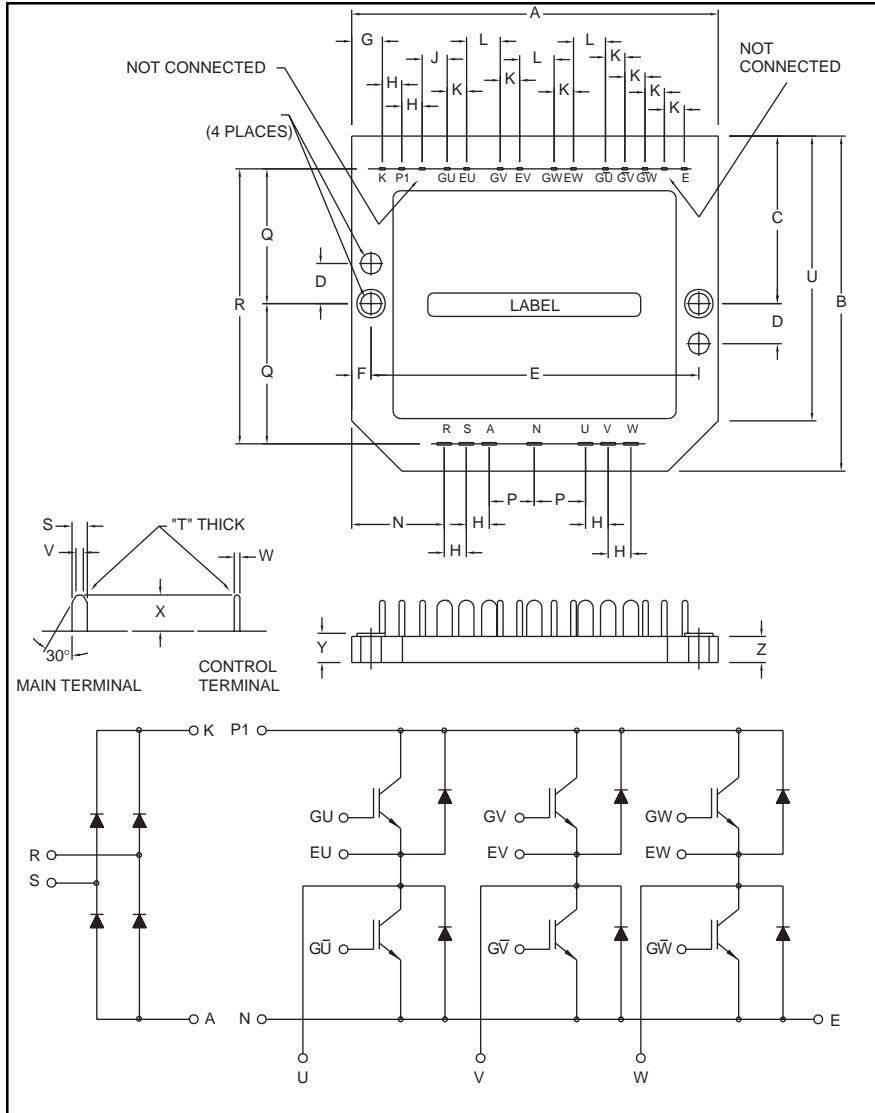 A
G L L
J L K
NOT CONNECTED
NOT
CONNECTED
H K K K
H K
K
(4 PLACES)
K P1 GU EU GV EV GW EW GU̅ GV̅ GW̅ E
Q
C
D
U
R
LABEL
B
D
Q
F E
R S A N U V W
P P
N H H
H H
S "T" THICK
V W
X
30°
MAIN TERMINAL
CONTROL
TERMINAL
Y Z
K P1
GU GV GW
R EU EV EW
S
GU̅ GV̅ GW̅
A N E
U V W